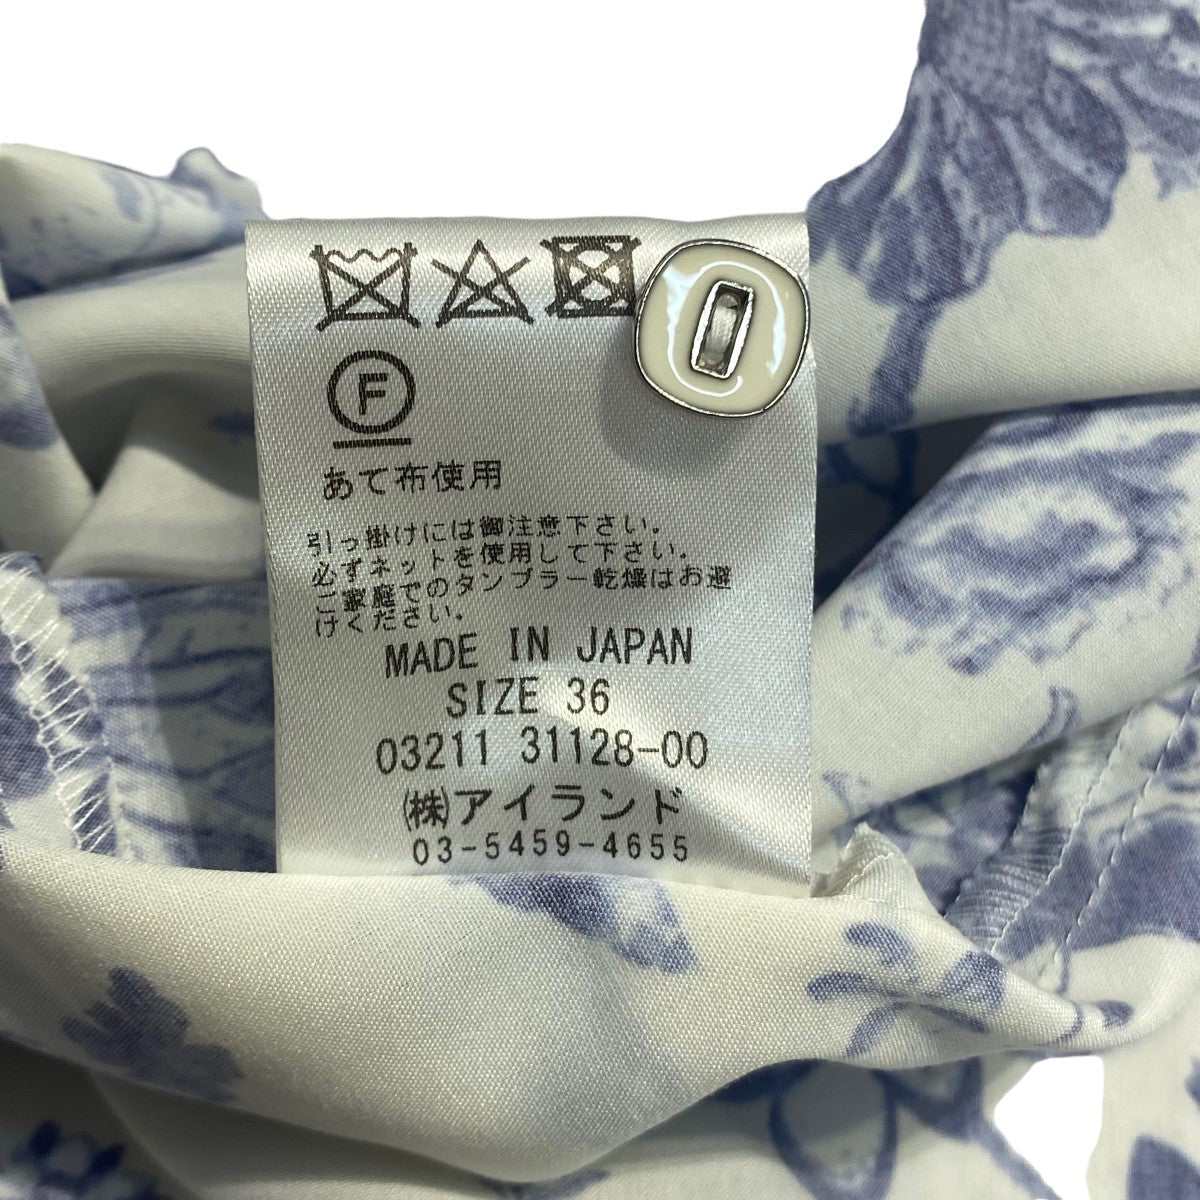 F
あて布使用
引っ掛けには御注意下さい。
必ずネットを使用して下さい。
ご家庭でのタンブラー乾燥はお避
けください。
MADE IN JAPAN
SIZE 36
03211 31128-00
㈱アイランド
03-5459-4655